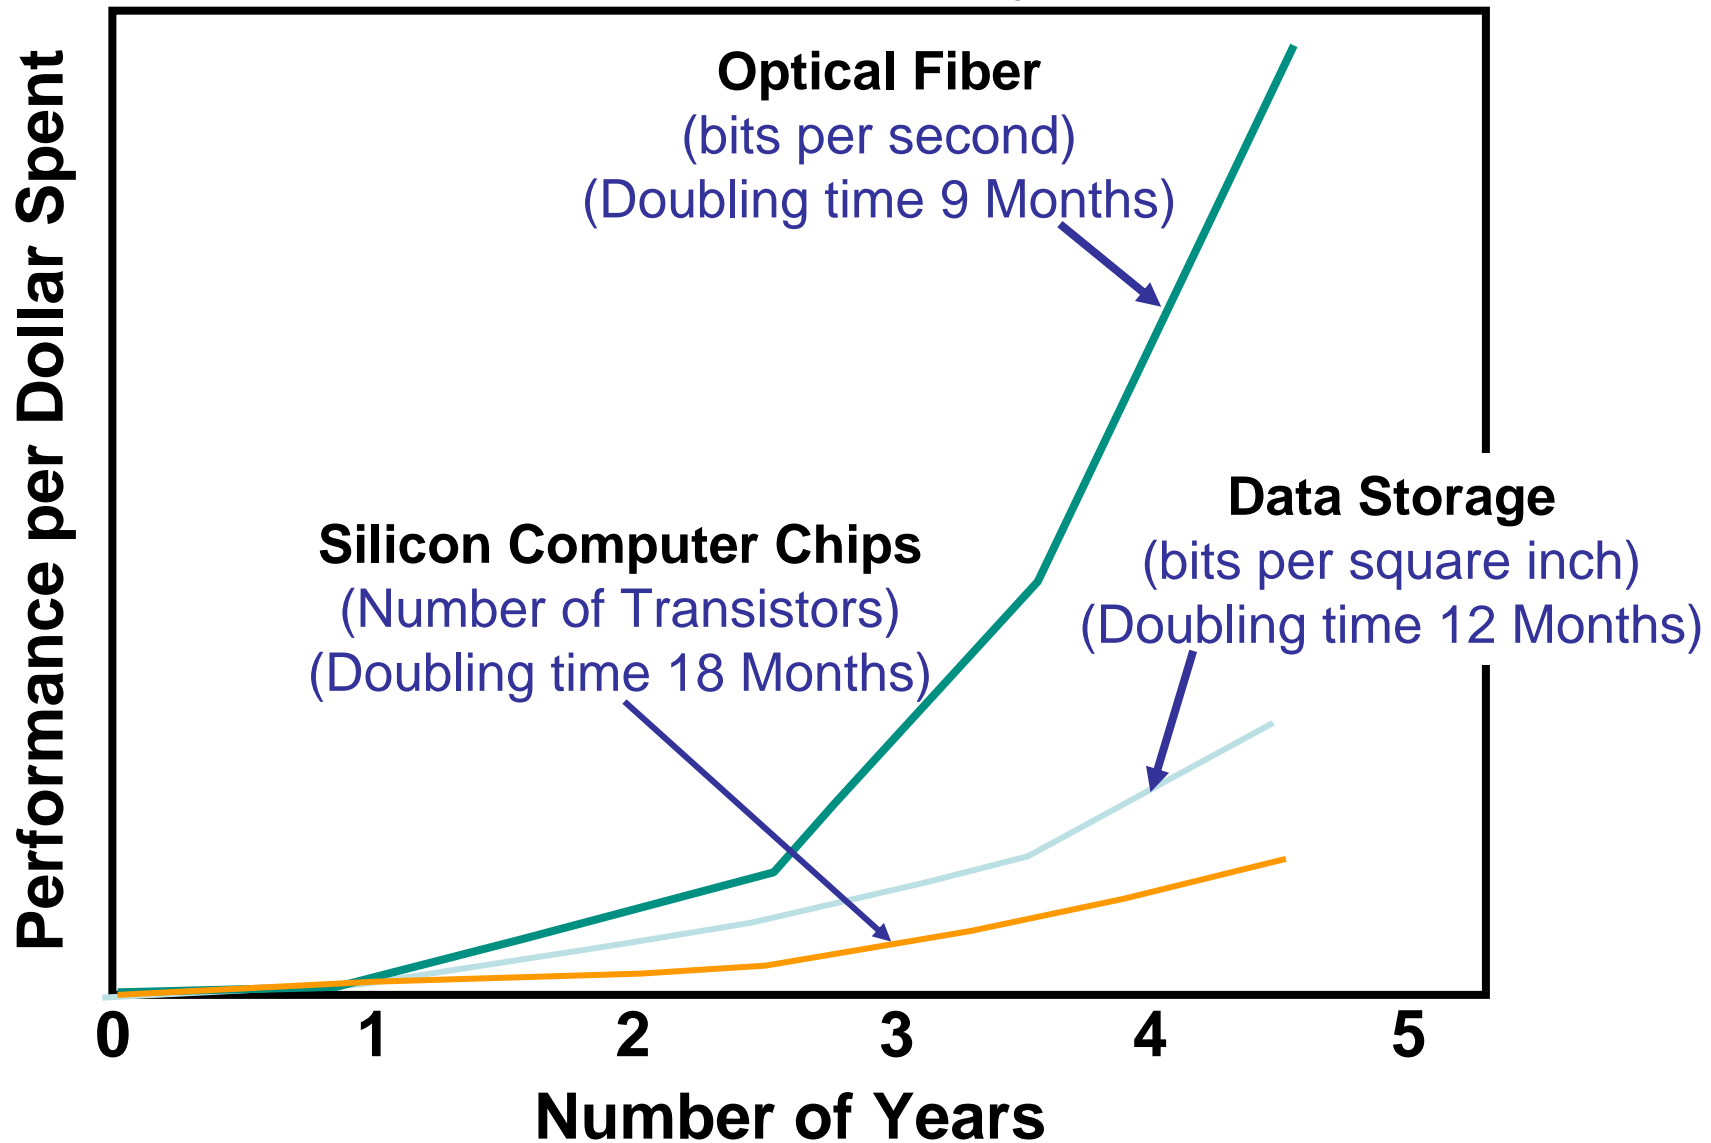 Performance per Dollar Spent
Optical Fiber
(bits per second)
(Doubling time 9 Months)
Silicon Computer Chips
(Number of Transistors)
(Doubling time 18 Months)
Data Storage
(bits per square inch)
(Doubling time 12 Months)
0 1 2 3 4 5
Number of Years